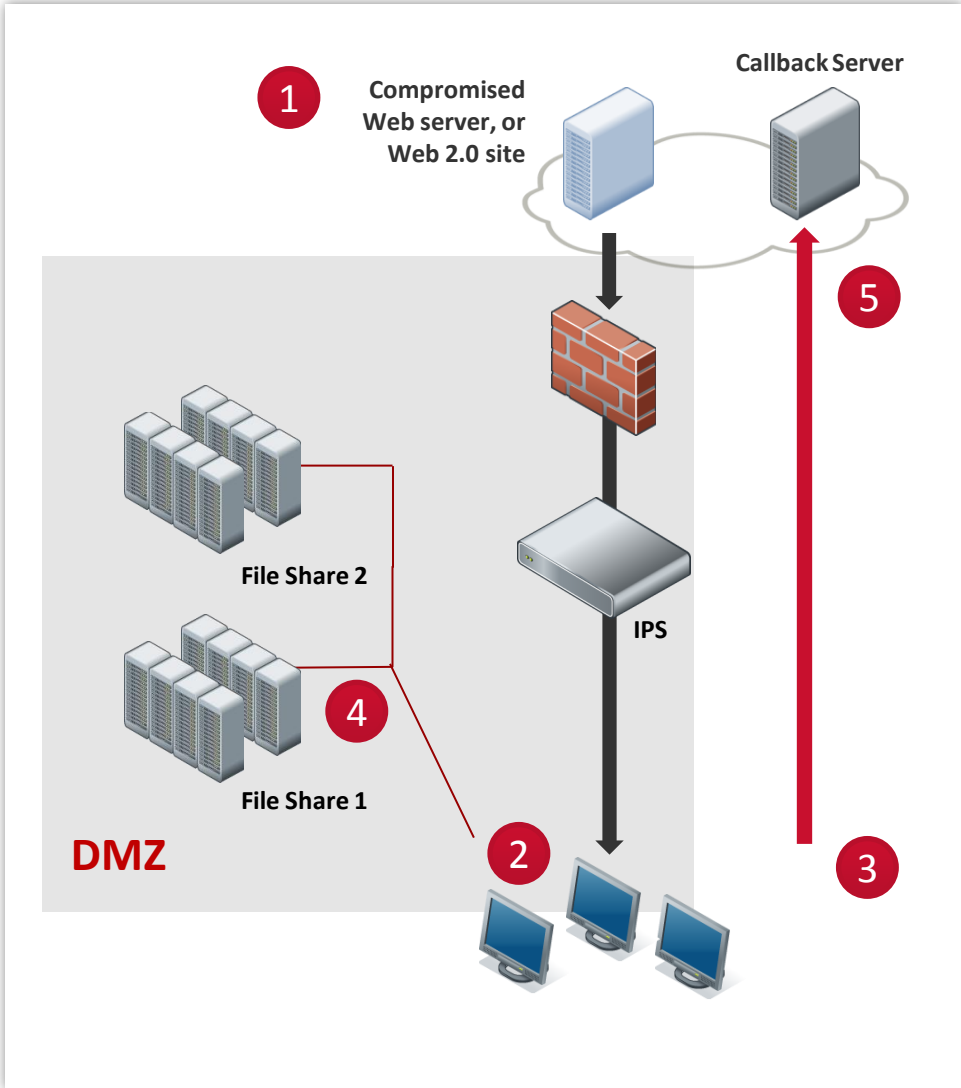 Callback Server
1
Compromised
Web server, or
Web 2.0 site
5
File Share 2
IPS
4
File Share 1
DMZ
2
3